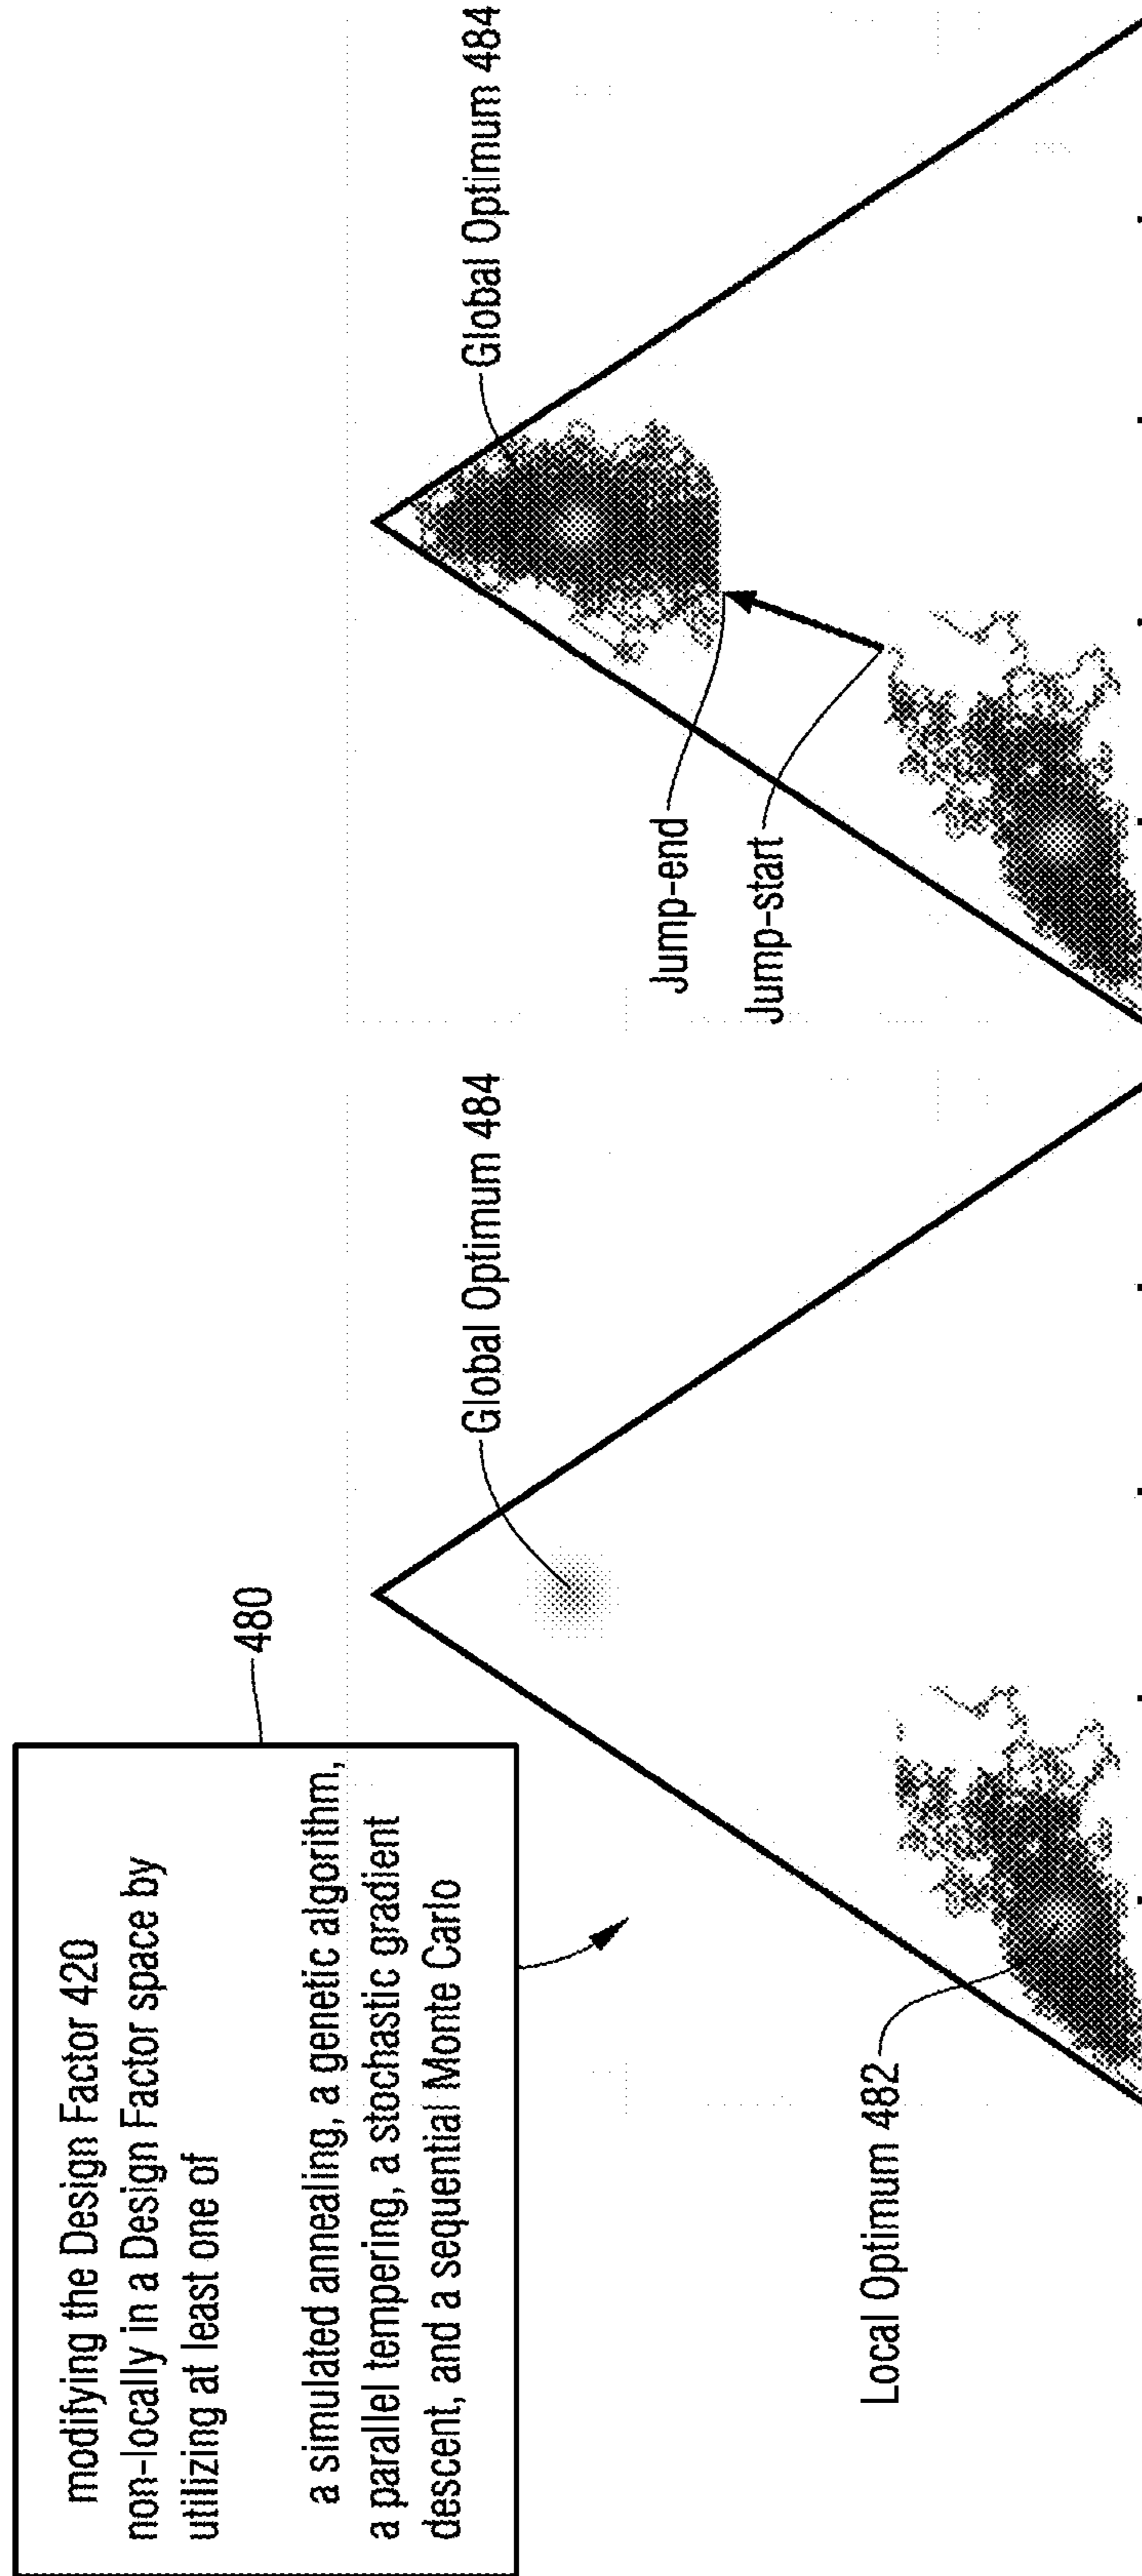 modifying the Design Factor 420
non-locally in a Design Factor space by
utilizing at least one of
a simulated annealing, a genetic algorithm,
a parallel tempering, a stochastic gradient
descent, and a sequential Monte Carlo
480
Global Optimum 484
Local Optimum 482
Global Optimum 484
Jump-end
Jump-start